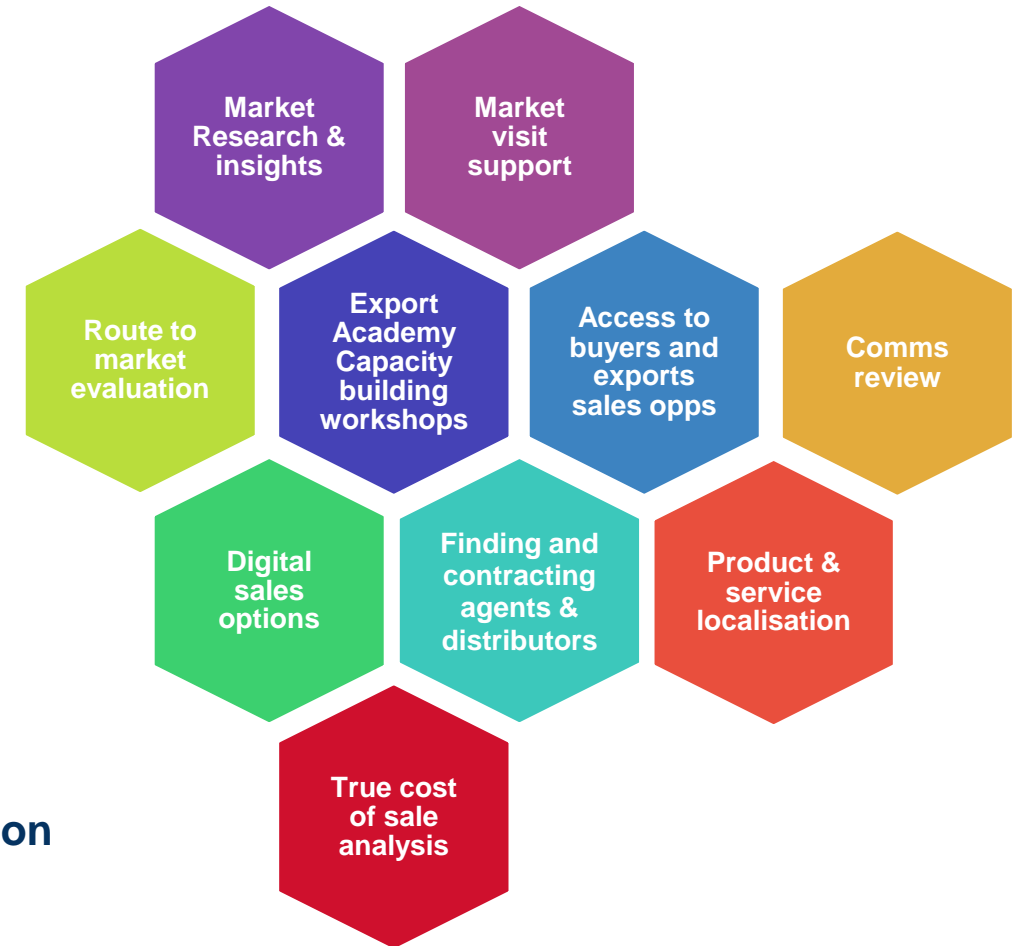 Market
Research &
insights
Market
visit
support
Route to
market
evaluation
Export
Academy
Capacity
building
workshops
Access to
buyers and
exports
sales opps
Comms
review
Digital
sales
options
Finding and
contracting
agents &
distributors
Product &
service
localisation
True cost
of sale
analysis
on